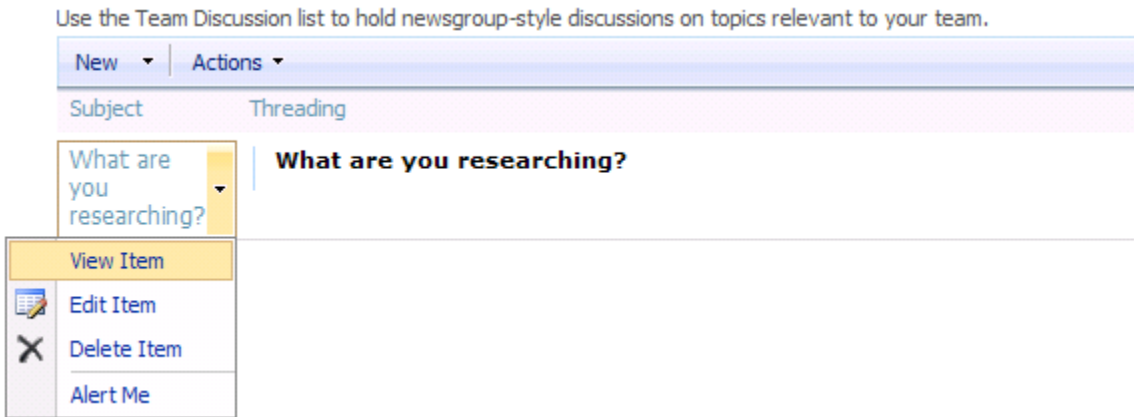 Use the Team Discussion list to hold newsgroup-style discussions on topics relevant to your team.
New Actions
Subject Threading
What are
you
researching?
What are you researching?
View Item
Edit Item
Delete Item
Alert Me